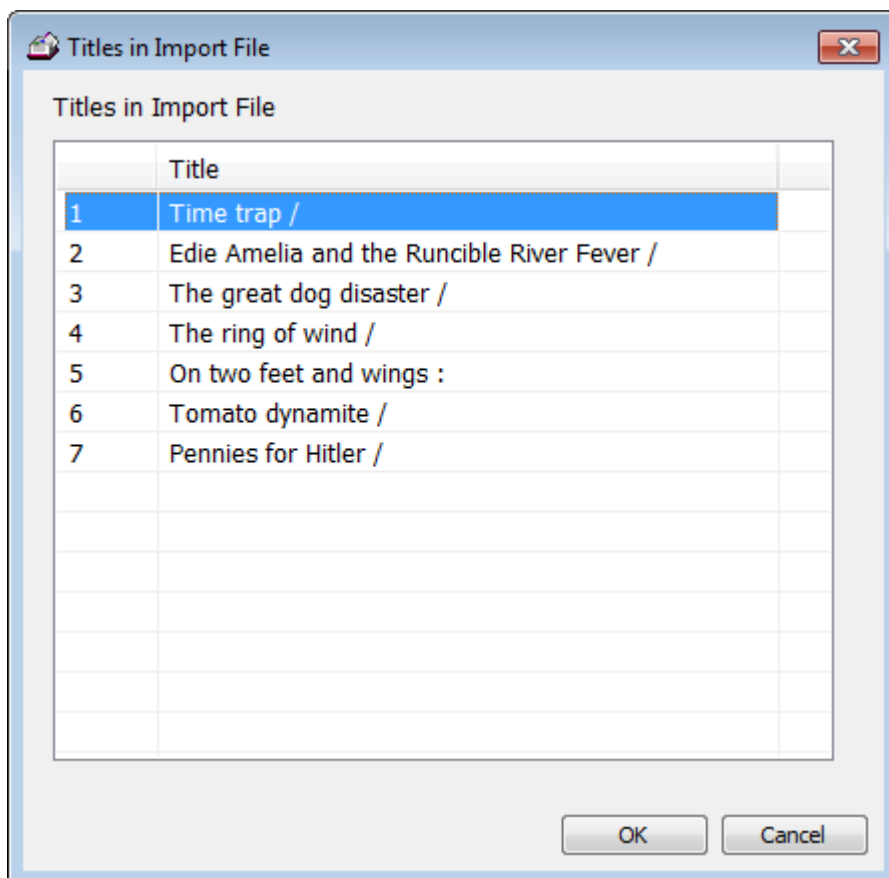 Titles in Import File
Titles in Import File
Title
1 Time trap /
2 Edie Amelia and the Runcible River Fever /
3 The great dog disaster /
4 The ring of wind /
5 On two feet and wings :
6 Tomato dynamite /
7 Pennies for Hitler /
OK Cancel